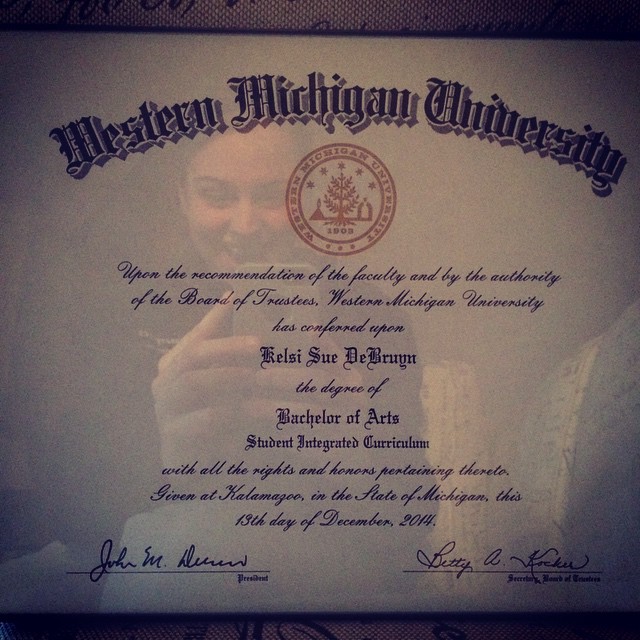 Western Michigan University
WESTERN MICHIGAN UNIVERSITY
1903
Upon the recommendation of the faculty and by the authority
of the Board of Trustees, Western Michigan University
has conferred upon
Kelsi Sue DeBruyn
the degree of
Bachelor of Arts
Student Integrated Curriculum
with all the rights and honors pertaining thereto.
Given at Kalamazoo, in the State of Michigan, this
13th day of December, 2014.
John M. Betty A. Kocher
President Secretary, Board of Trustees